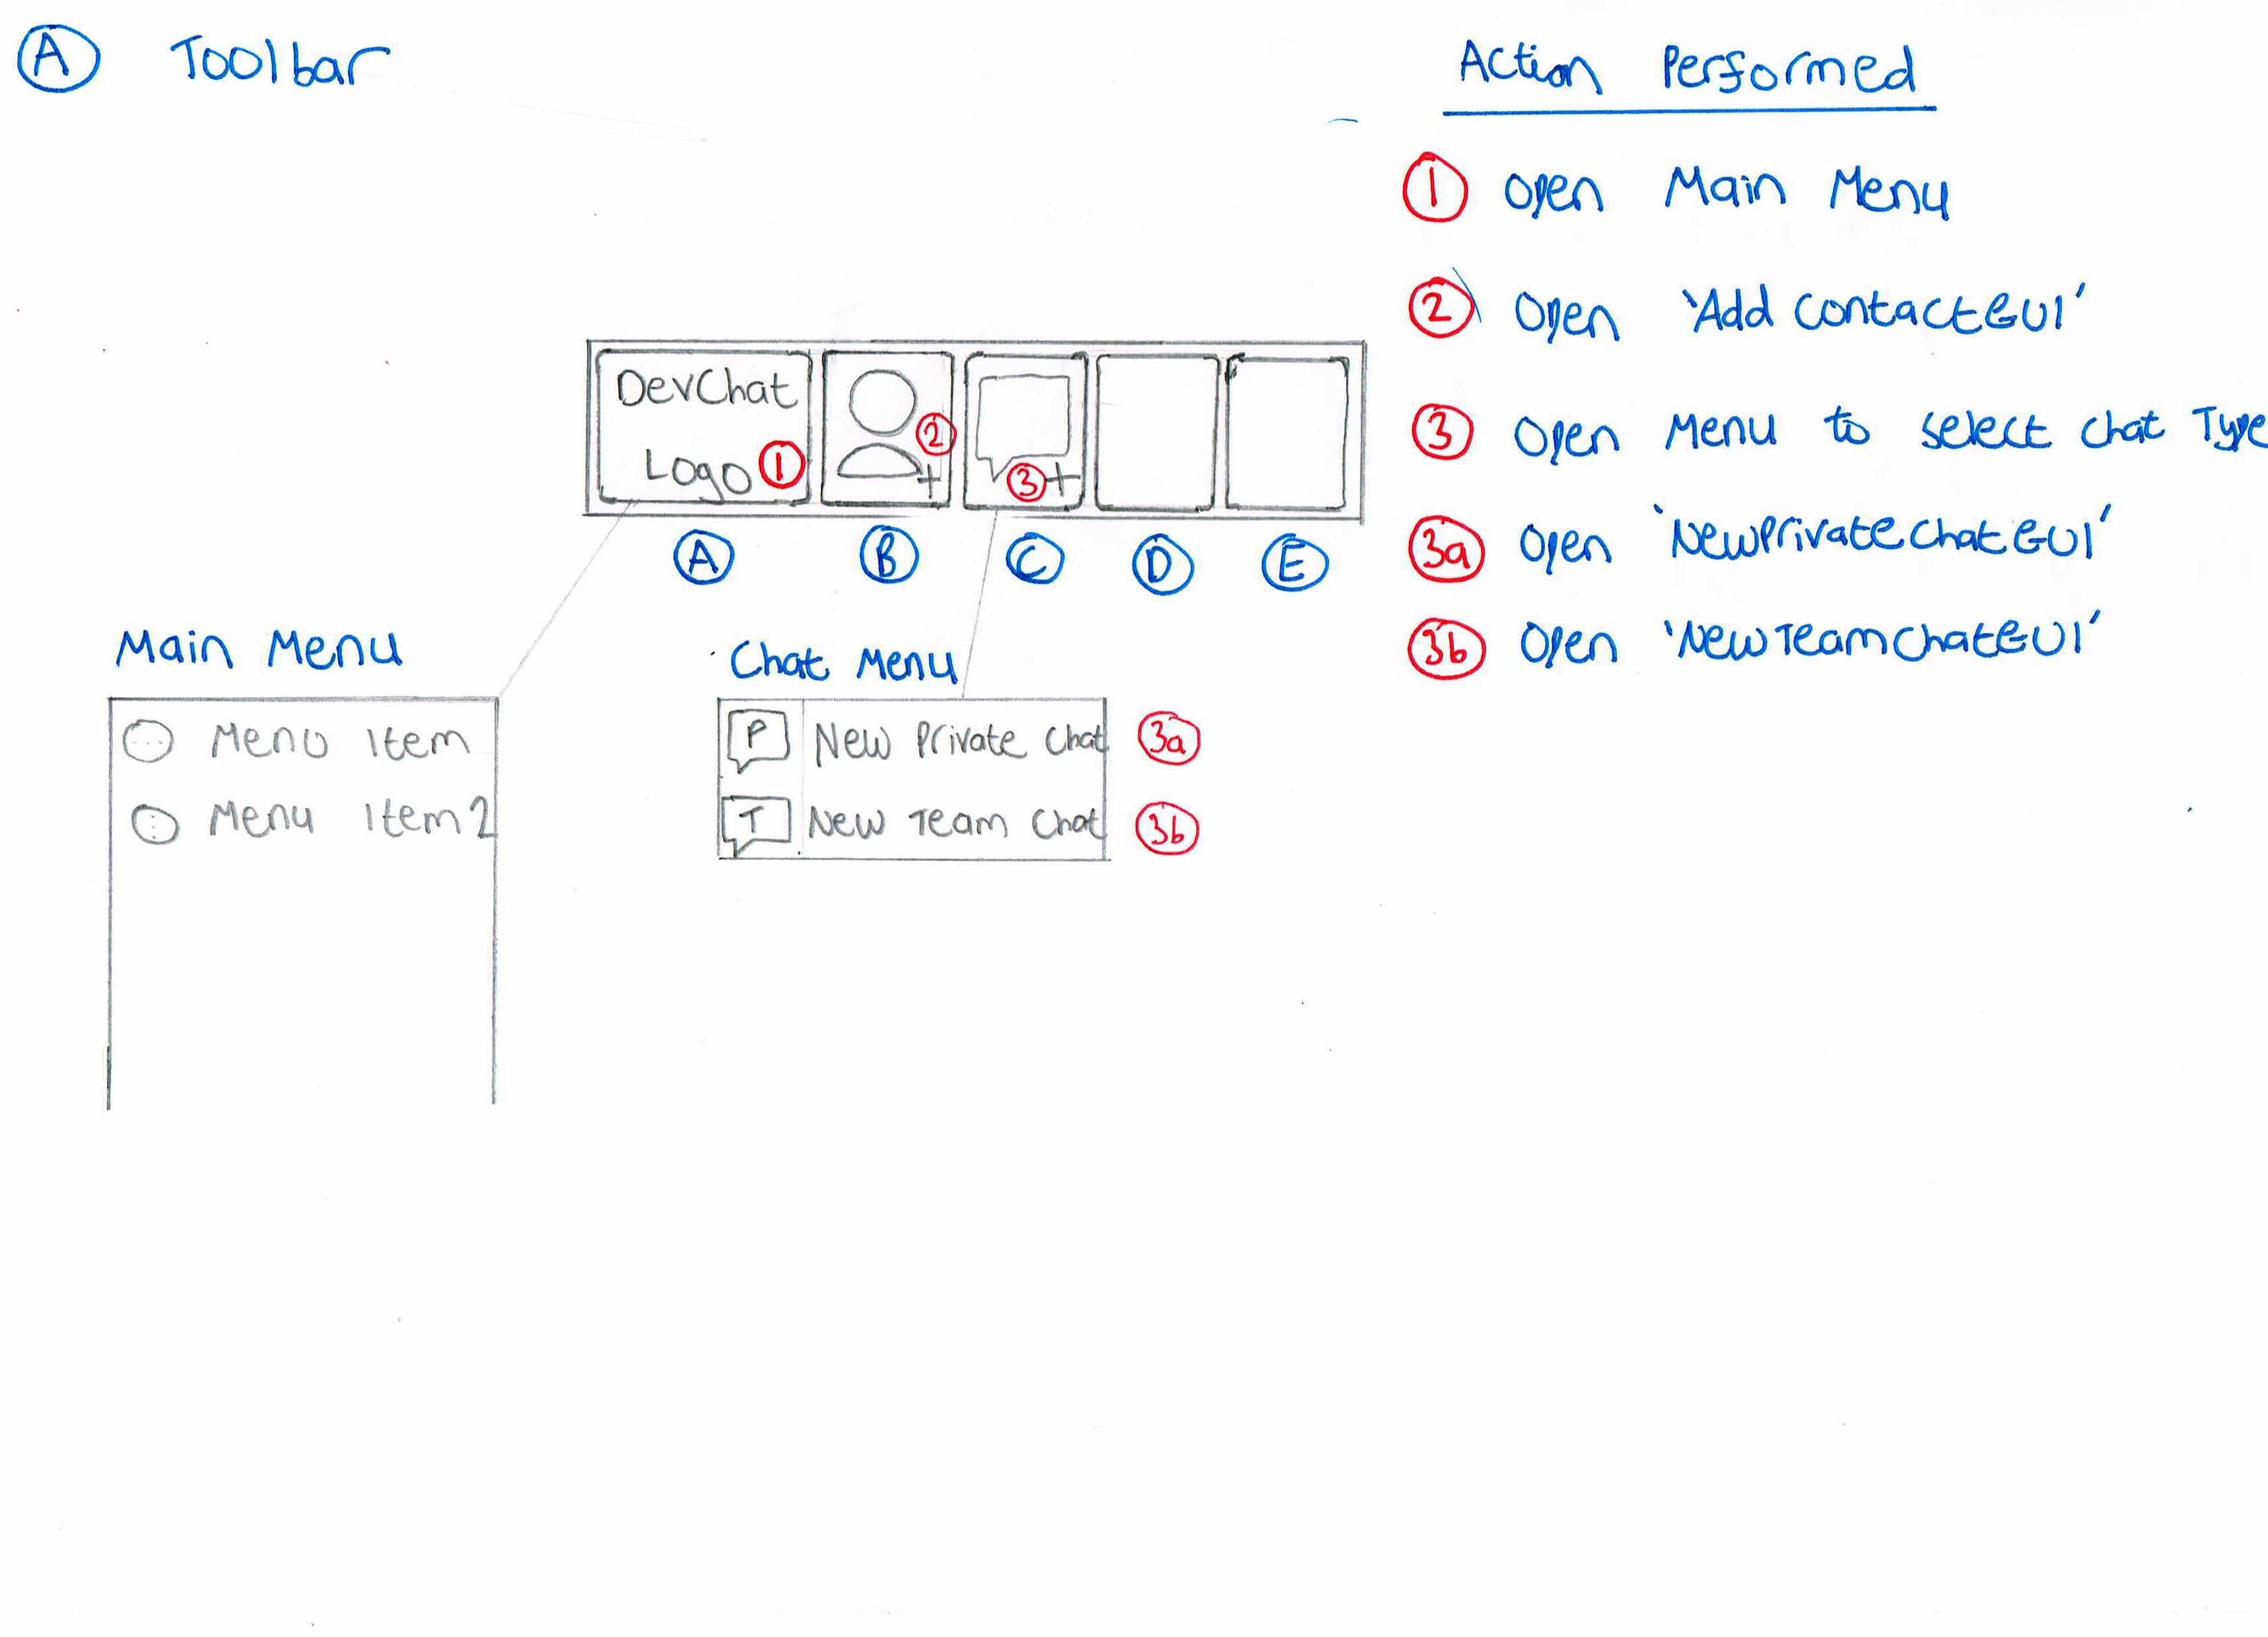 A Toolbar
Action Performed
1 Open Main Menu
2 Open 'Add ContactGUI'
3 Open Menu to select chat Type
3a Open 'NewPrivateChatGUI'
3b Open 'NewTeamChatGUI'
DevChat
Logo 1
2
+
3 +
A B C D E
Main Menu
Menu Item
Menu Item 2
Chat Menu
P New Private Chat 3a
T New Team Chat 3b